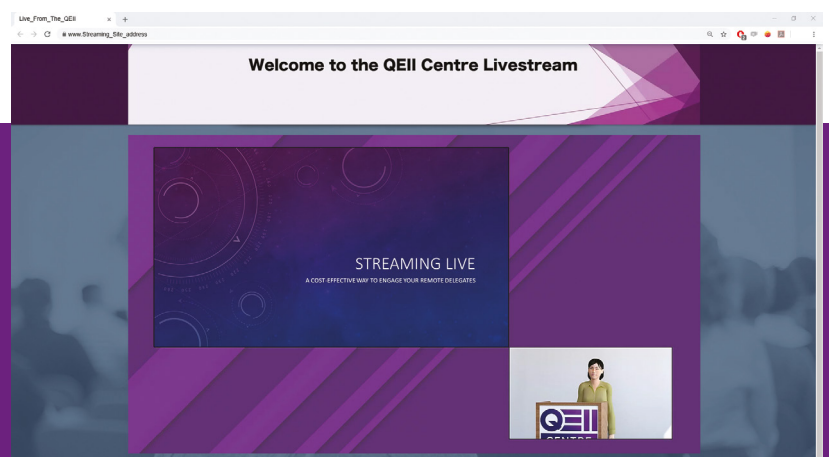 Live_From_The_QEII
www.Streaming_Site_address
Welcome to the QEII Centre Livestream
STREAMING LIVE
A COST-EFFECTIVE WAY TO ENGAGE YOUR REMOTE DELEGATES
QEII
CENTRE